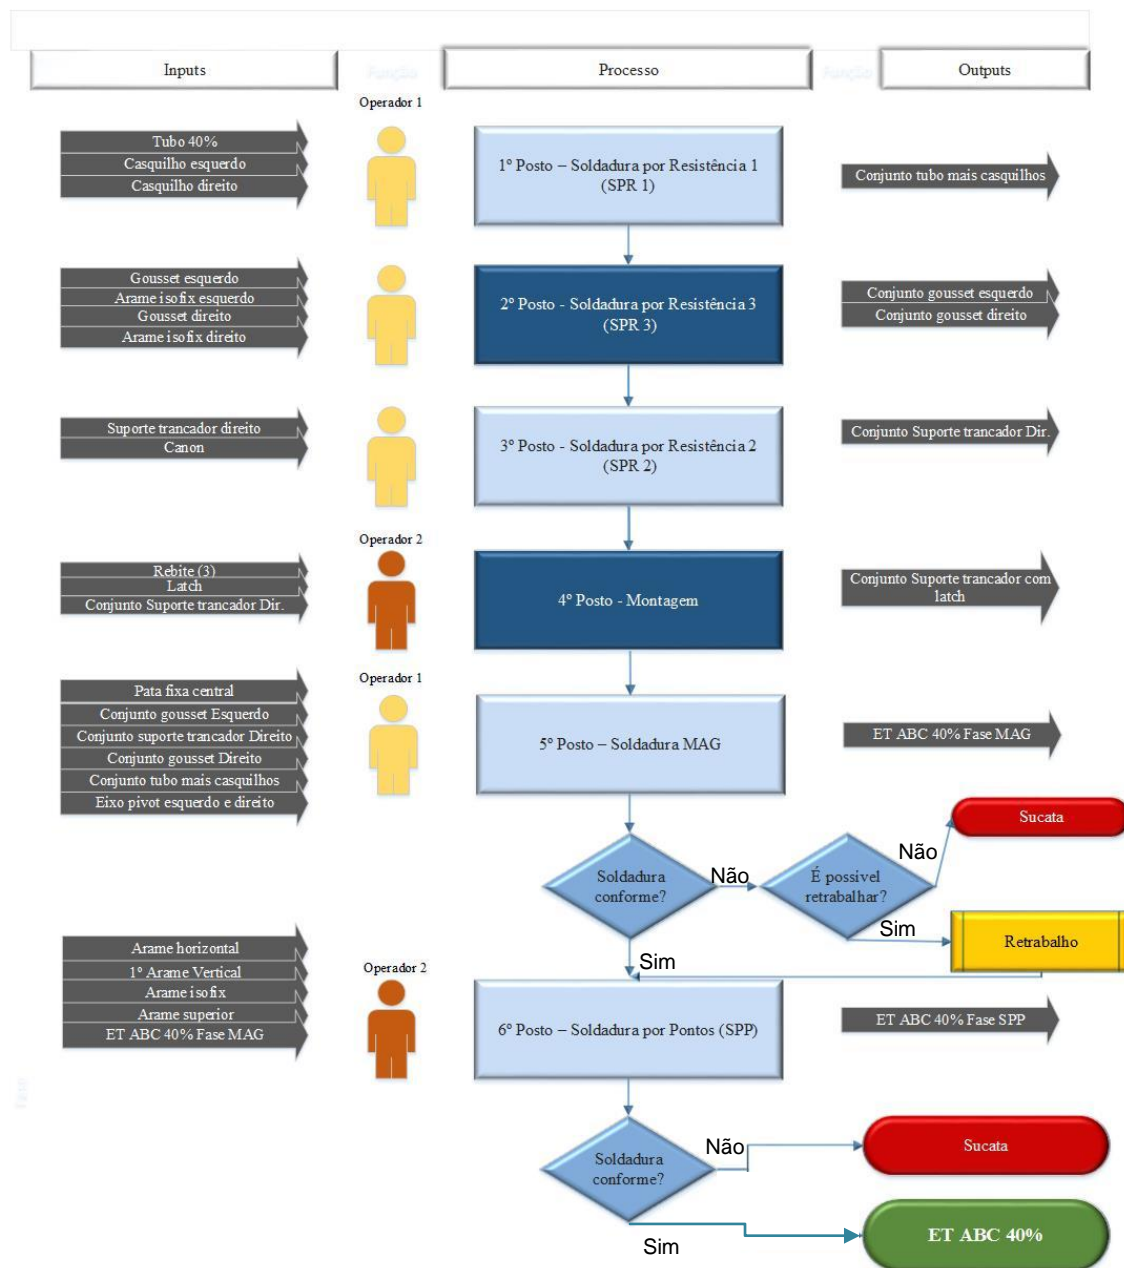 Inputs
Função
Processo
Função
Outputs
Operador 1
Tubo 40%
Casquilho esquerdo
Casquilho direito
1º Posto – Soldadura por Resistência 1
(SPR 1)
Conjunto tubo mais casquilhos
Gousset esquerdo
Arame isofix esquerdo
Gousset direito
Arame isofix direito
2º Posto - Soldadura por Resistência 3
(SPR 3)
Conjunto gousset esquerdo
Conjunto gousset direito
Suporte trancador direito
Canon
3º Posto - Soldadura por Resistência 2
(SPR 2)
Conjunto Suporte trancador Dir.
Operador 2
Rebite (3)
Latch
Conjunto Suporte trancador Dir.
4º Posto - Montagem
Conjunto Suporte trancador com
latch
Operador 1
Pata fixa central
Conjunto gousset Esquerdo
Conjunto suporte trancador Direito
Conjunto gousset Direito
Conjunto tubo mais casquilhos
Eixo pivot esquerdo e direito
5º Posto – Soldadura MAG
ET ABC 40% Fase MAG
Soldadura
conforme?
Não
É possivel
retrabalhar?
Não
Sucata
Sim
Retrabalho
Sim
Operador 2
Arame horizontal
1º Arame Vertical
Arame isofix
Arame superior
ET ABC 40% Fase MAG
6º Posto – Soldadura por Pontos (SPP)
ET ABC 40% Fase SPP
Fase
Soldadura
conforme?
Não
Sucata
Sim
ET ABC 40%